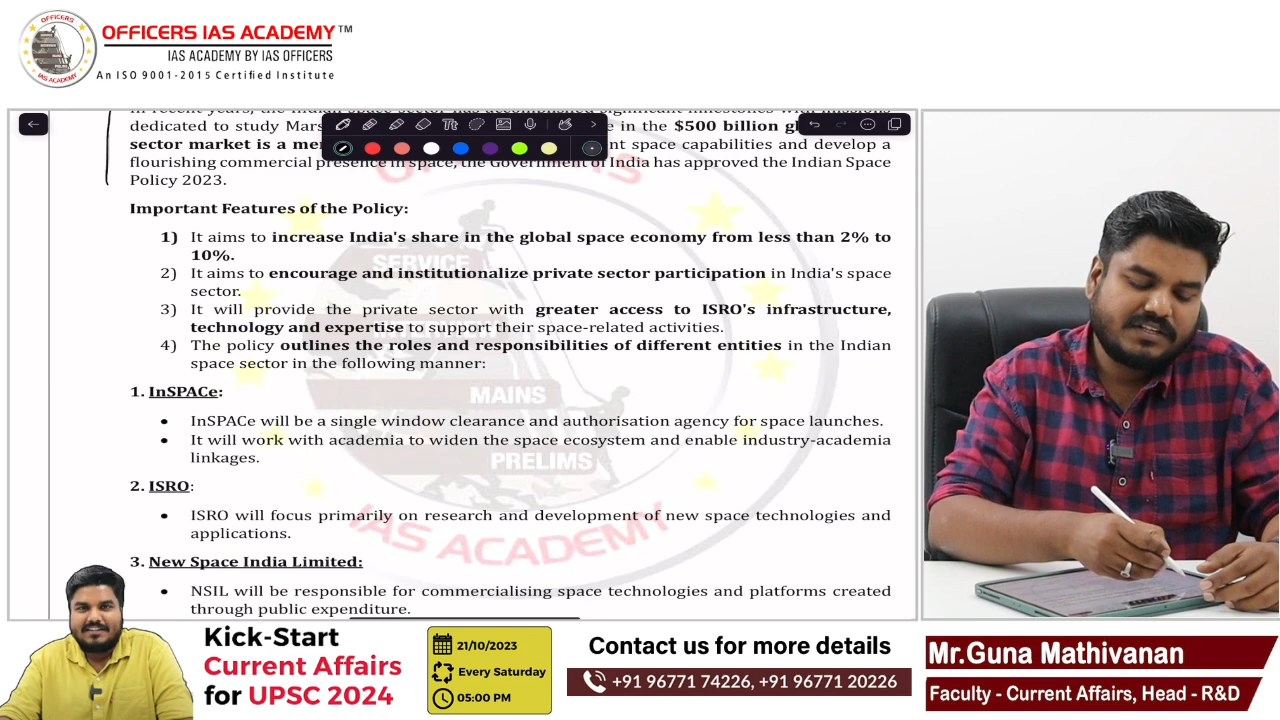 OFFICERS IAS ACADEMY™
IAS ACADEMY BY IAS OFFICERS
An ISO 9001-2015 Certified Institute
dedicated to study Mars
e in the $500 billion
sector market is a
nt space capabilities and develop a
flourishing commercial presence in space, the Government of India has approved the Indian Space
Policy 2023.
Important Features of the Policy:
1) It aims to increase India's share in the global space economy from less than 2% to
10%.
2) It aims to encourage and institutionalize private sector participation in India's space
sector.
3) It will provide the private sector with greater access to ISRO's infrastructure,
technology and expertise to support their space-related activities.
4) The policy outlines the roles and responsibilities of different entities in the Indian
space sector in the following manner:
1. InSPACe:
• InSPACe will be a single window clearance and authorisation agency for space launches.
• It will work with academia to widen the space ecosystem and enable industry-academia
linkages.
2. ISRO:
• ISRO will focus primarily on research and development of new space technologies and
applications.
3. New Space India Limited:
• NSIL will be responsible for commercialising space technologies and platforms created
through public expenditure.
SERVICE
MAINS
PRELIMS
IAS ACADEMY
Kick-Start
Current Affairs
for UPSC 2024
21/10/2023
Every Saturday
05:00 PM
Contact us for more details
+91 96771 74226, +91 96771 20226
Mr.Guna Mathivanan
Faculty - Current Affairs, Head - R&D